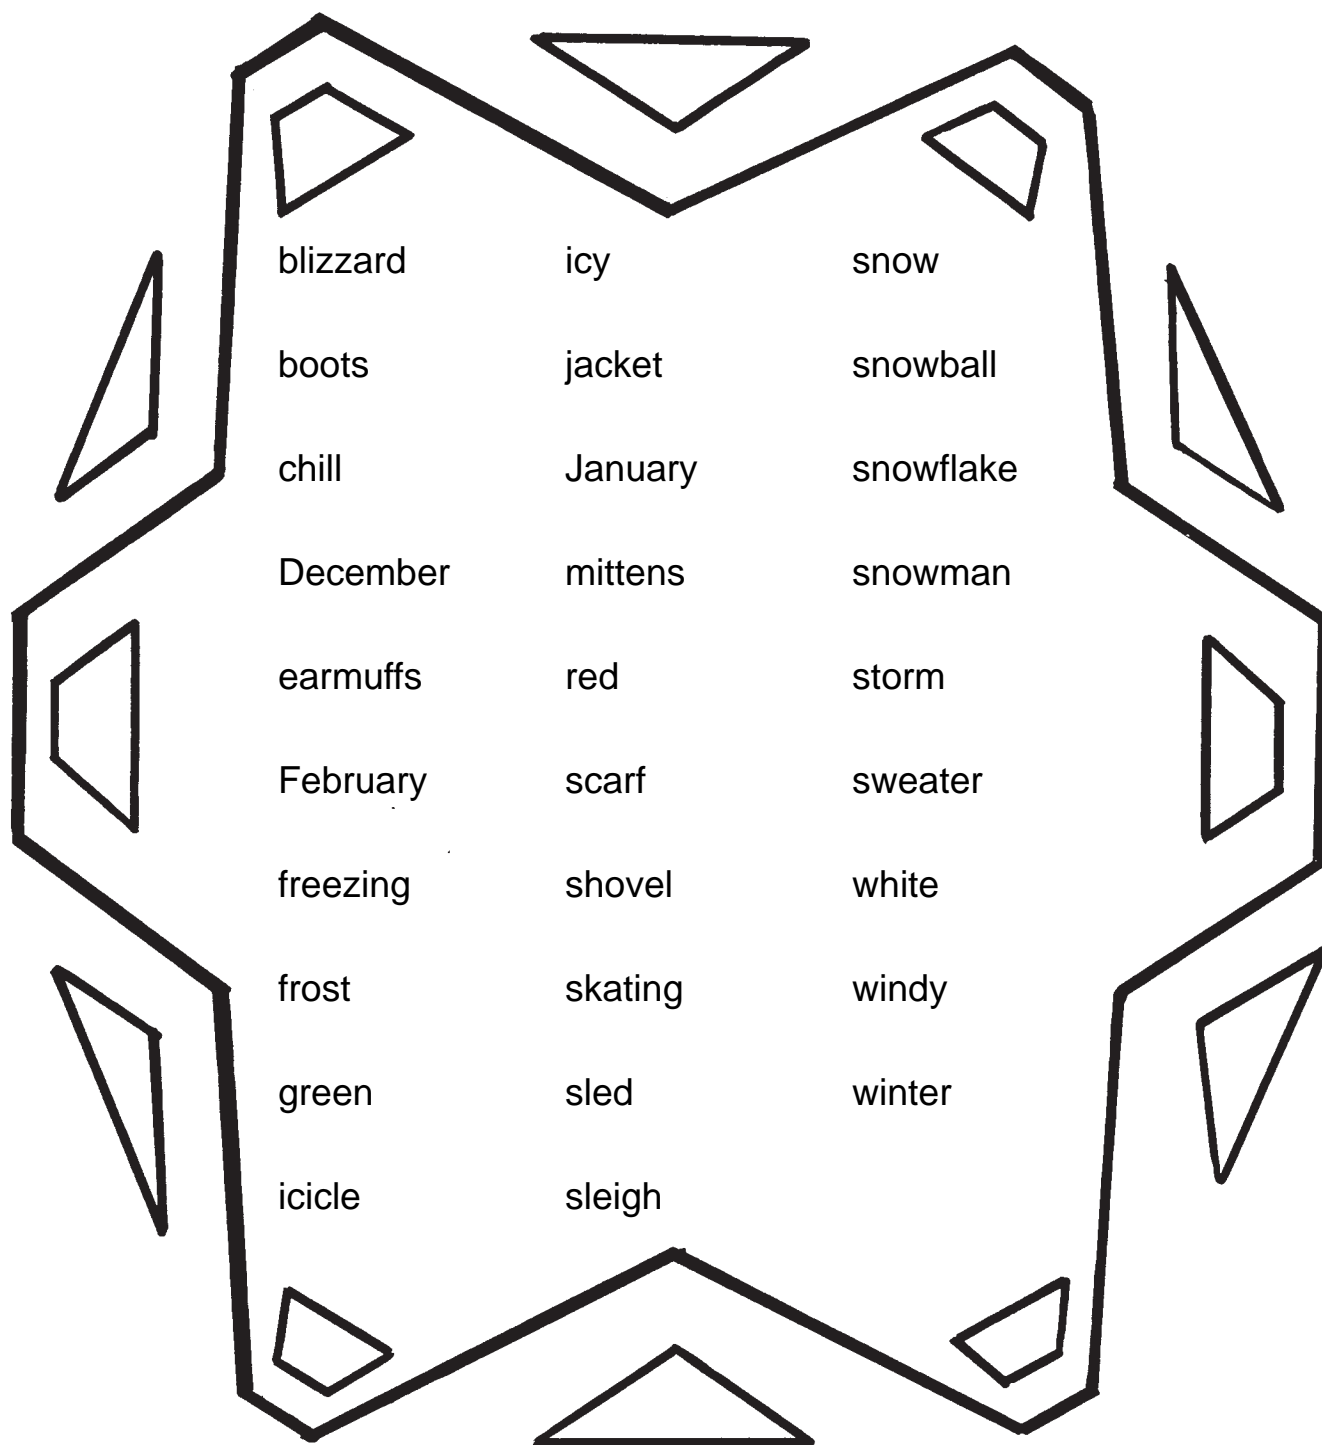 blizzard icy snow
boots jacket snowball
chill January snowflake
December mittens snowman
earmuffs red storm
February scarf sweater
freezing shovel white
frost skating windy
green sled winter
icicle sleigh